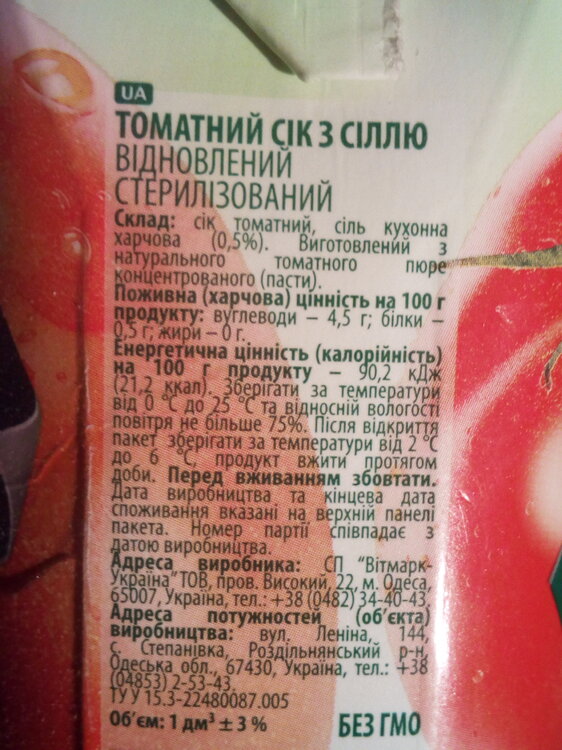 UA
ТОМАТНИЙ СІК З СІЛЛЮ
ВІДНОВЛЕНИЙ
СТЕРИЛІЗОВАНИЙ
Склад: сік томатний, сіль кухонна
харчова (0,5%). Виготовлений з
натурального томатного пюре
концентрованого (пасти).
Поживна (харчова) цінність на 100 г
продукту: вуглеводи – 4,5 г; білки –
0,5 г; жири – 0 г.
Енергетична цінність (калорійність)
на 100 г продукту – 90,2 кДж
(21,2 ккал). Зберігати за температури
від 0 °С до 25 °С та відносній вологості
повітря не більше 75%. Після відкриття
пакет зберігати за температури від 2 °С
до 6 °С, продукт вжити протягом
доби. Перед вживанням збовтати.
Дата виробництва та кінцева дата
споживання вказані на верхній панелі
пакета. Номер партії співпадає з
датою виробництва.
Адреса виробника: СП "Вітмарк-
Україна" ТОВ, пров. Високий, 22, м. Одеса,
65007, Україна, тел.: +38 (0482) 34-40-43.
Адреса потужностей (об'єкта)
виробництва: вул. Леніна, 144,
с. Степанівка, Роздільнянський р-н,
Одеська обл., 67430, Україна, тел.: +38
(04853) 2-53-43.
ТУ У 15.3-22480087.005
Об'єм: 1 дм³ ± 3 % БЕЗ ГМО